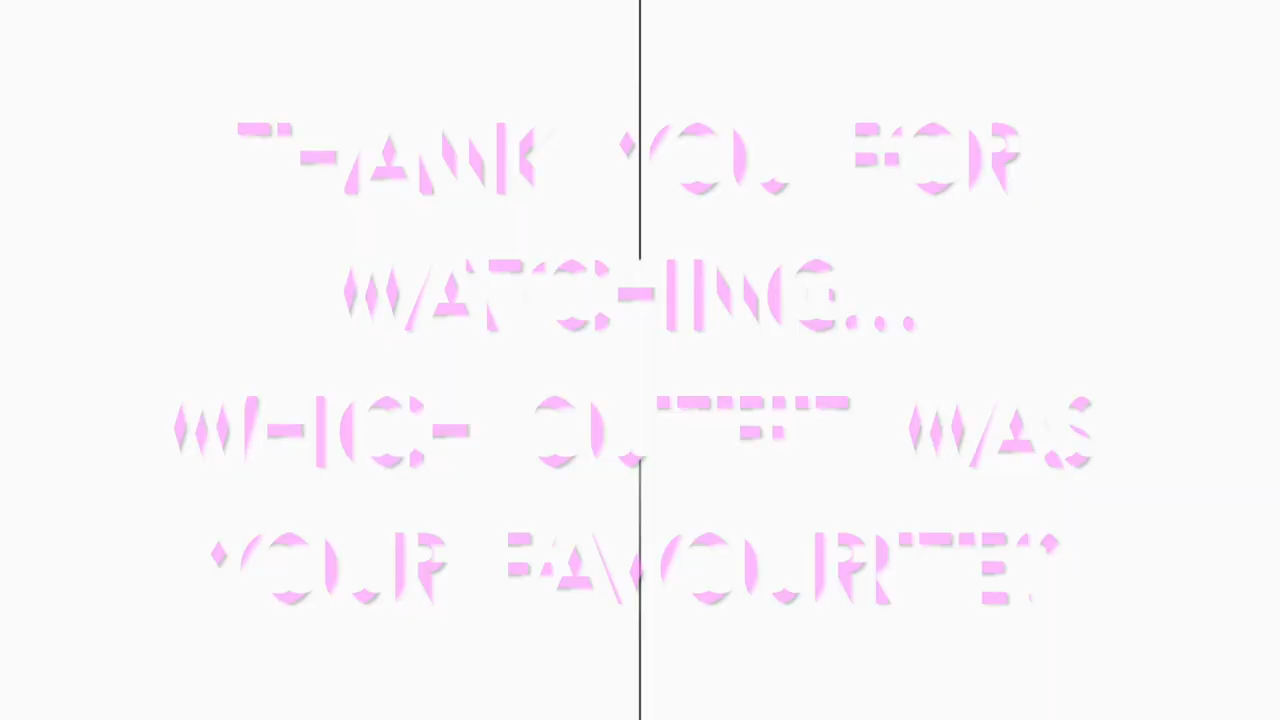 THANK YOU FOR
WATCHING...
WHICH OUTFIT WAS
YOUR FAVOURITE?